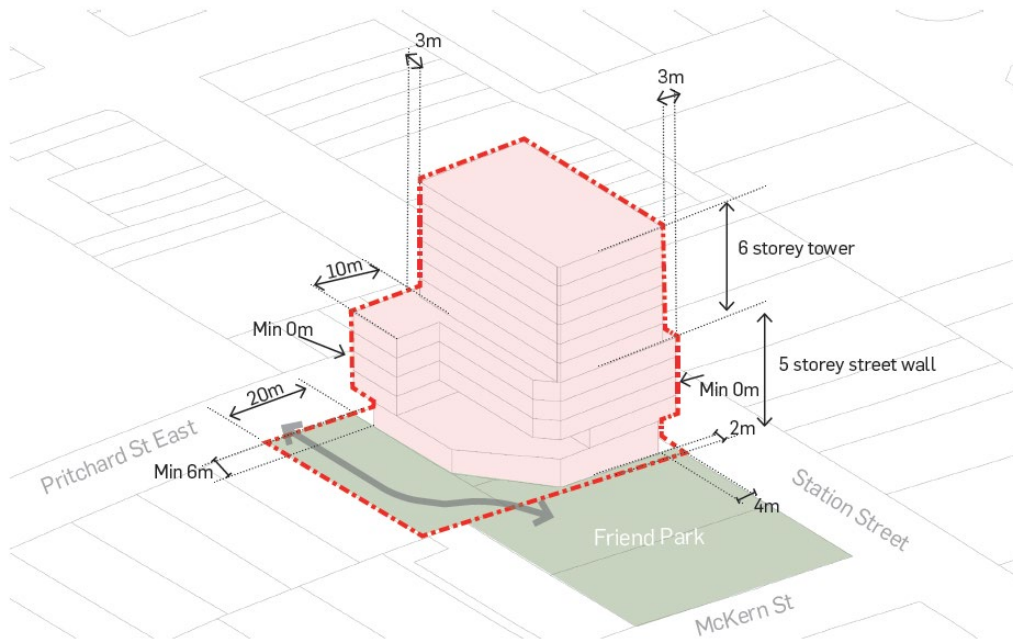 3m
3m
6 storey tower
10m
Min 0m
5 storey street wall
Min 0m
20m
2m
Pritchard St East
Min 6m
4m
Station Street
Friend Park
McKern St